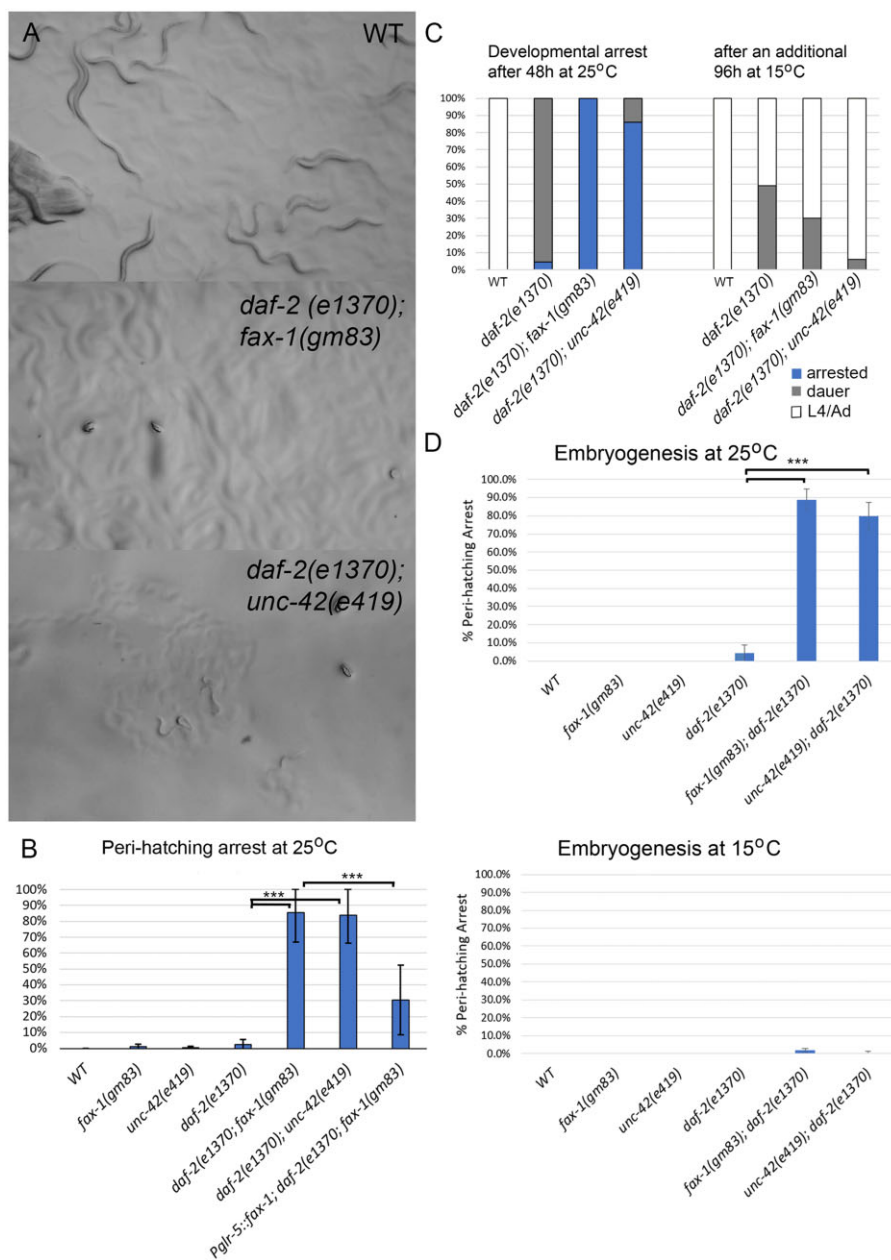 A
WT
daf-2 (e1370);
fax-1(gm83)
daf-2(e1370);
unc-42(e419)
B
Peri-hatching arrest at 25°C
100%
90%
80%
70%
60%
50%
40%
30%
20%
10%
0%
***
***
WT
fax-1(gm83)
unc-42(e419)
daf-2(e1370)
daf-2(e1370; fax-1(gm83)
daf-2(e1370); unc-42(e419)
Pglr-5::fax-1; daf-2(e1370; fax-1(gm83)
C
Developmental arrest
after 48h at 25°C
100%
90%
80%
70%
60%
50%
40%
30%
20%
10%
0%
WT
daf-2(e1370)
daf-2(e1370); fax-1(gm83)
daf-2(e1370); unc-42(e419)
after an additional
96h at 15°C
100%
90%
80%
70%
60%
50%
40%
30%
20%
10%
0%
WT
daf-2(e1370)
daf-2(e1370); fax-1(gm83)
daf-2(e1370); unc-42(e419)
arrested
dauer
L4/Ad
D
Embryogenesis at 25°C
% Peri-hatching Arrest
100.0%
90.0%
80.0%
70.0%
60.0%
50.0%
40.0%
30.0%
20.0%
10.0%
0.0%
***
WT
fax-1(gm83)
unc-42(e419)
daf-2(e1370)
fax-1(gm83); daf-2(e1370)
unc-42(e419); daf-2(e1370)
Embryogenesis at 15°C
% Peri-hatching Arrest
100.0%
90.0%
80.0%
70.0%
60.0%
50.0%
40.0%
30.0%
20.0%
10.0%
0.0%
WT
fax-1(gm83)
unc-42(e419)
daf-2(e1370)
fax-1(gm83); daf-2(e1370)
unc-42(e419); daf-2(e1370)